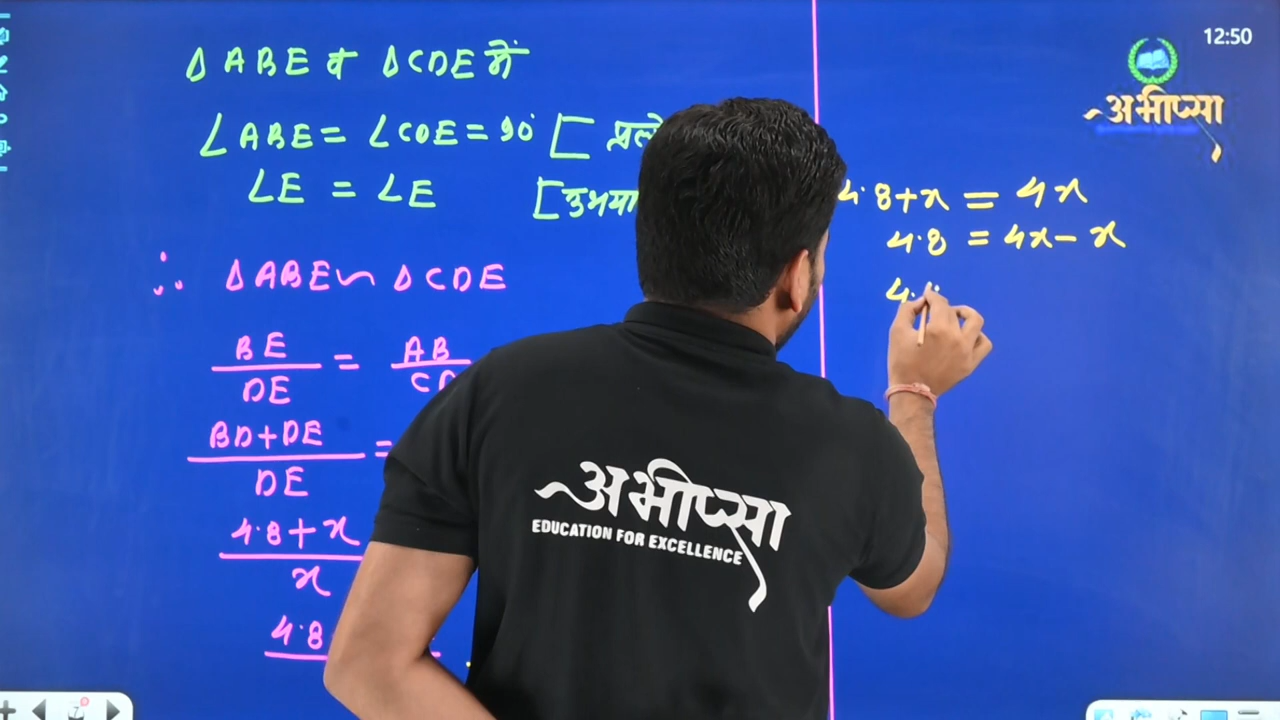 Δ ABE व ΔCDE में
∠ABE = ∠CDE = 90° [
∠E = ∠E [
∴ ΔABE ∽ ΔCDE
BE/DE = AB/
BD+DE/DE =
4.8+x/x
4.8
4.8+x = 4x
4.8 = 4x-x
12:50
अभीप्सा
अभीप्सा
EDUCATION FOR EXCELLENCE